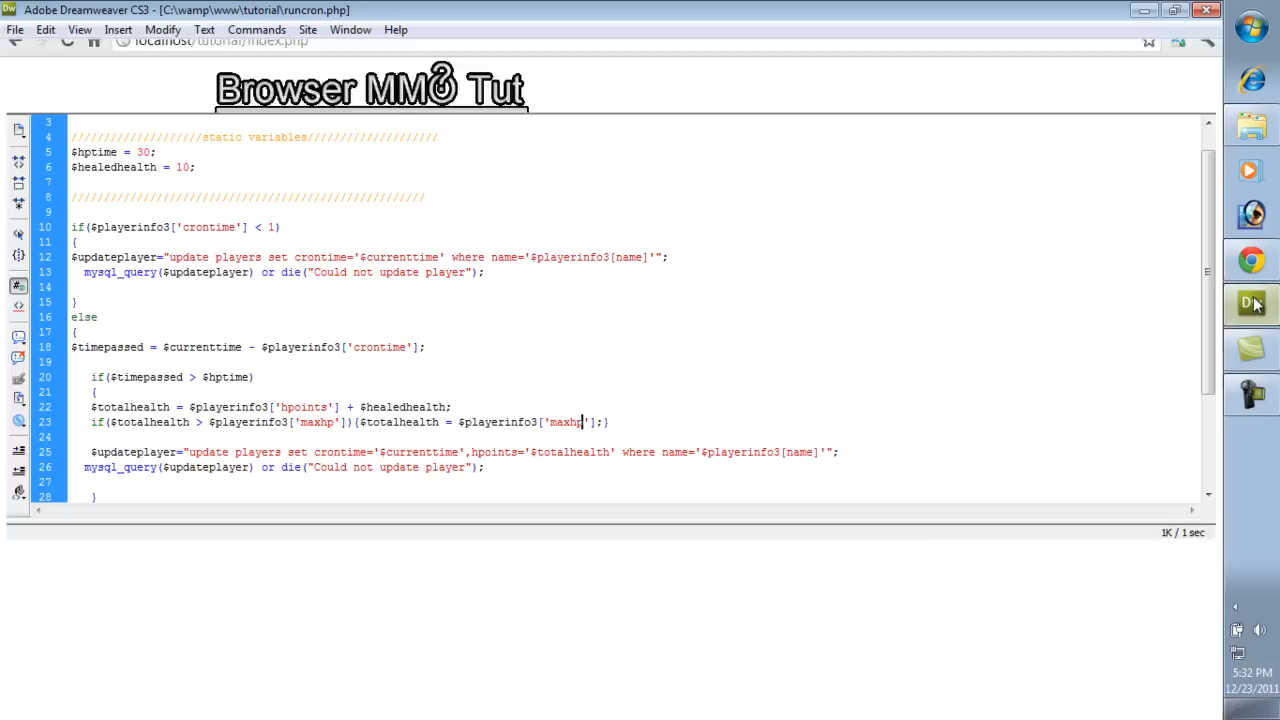 Adobe Dreamweaver CS3 - [C:\wamp\www\tutorial\runcron.php]
File Edit View Insert Modify Text Commands Site Window Help
localhost/tutorial/index.php
Browser MMO Tut
3
4 ////////////////////static variables////////////////////
5 $hptime = 30;
6 $healedhealth = 10;
7
8 //////////////////////////////////////////////////////
9
10 if($playerinfo3['crontime'] < 1)
11 {
12 $updateplayer="update players set crontime='$currenttime' where name='$playerinfo3[name]'";
13 mysql_query($updateplayer) or die("Could not update player");
14
15 }
16 else
17 {
18 $timepassed = $currenttime - $playerinfo3['crontime'];
19
20 if($timepassed > $hptime)
21 {
22 $totalhealth = $playerinfo3['hpoints'] + $healedhealth;
23 if($totalhealth > $playerinfo3['maxhp']){$totalhealth = $playerinfo3['maxhp'];}
24
25 $updateplayer="update players set crontime='$currenttime',hpoints='$totalhealth' where name='$playerinfo3[name]'";
26 mysql_query($updateplayer) or die("Could not update player");
27
28 }
1K / 1 sec
Dw
5:32 PM
12/23/2011